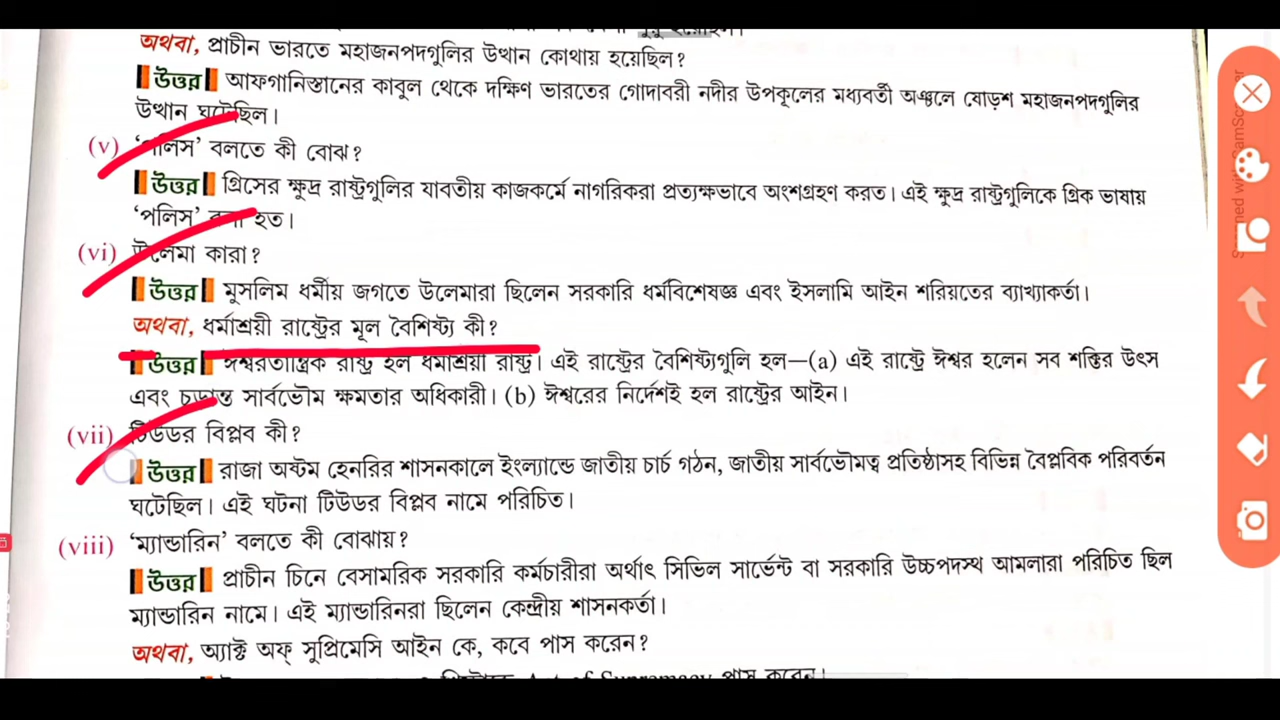 অথবা, প্রাচীন ভারতে মহাজনপদগুলির উত্থান কোথায় হয়েছিল?
উত্তর আফগানিস্তানের কাবুল থেকে দক্ষিণ ভারতের গোদাবরী নদীর উপকূলের মধ্যবর্তী অঞ্চলে ষোড়শ মহাজনপদগুলির
উত্থান ঘটেছিল।
(v) ‘পলিস’ বলতে কী বোঝ?
উত্তর গ্রিসের ক্ষুদ্র রাষ্ট্রগুলির যাবতীয় কাজকর্মে নাগরিকরা প্রত্যক্ষভাবে অংশগ্রহণ করত। এই ক্ষুদ্র রাষ্ট্রগুলিকে গ্রিক ভাষায়
‘পলিস’ বলা হত।
(vi) উলেমা কারা?
উত্তর মুসলিম ধর্মীয় জগতে উলেমারা ছিলেন সরকারি ধর্মবিশেষজ্ঞ এবং ইসলামি আইন শরিয়তের ব্যাখ্যাকর্তা।
অথবা, ধর্মাশ্রয়ী রাষ্ট্রের মূল বৈশিষ্ট্য কী?
উত্তর ঈশ্বরতান্ত্রিক রাষ্ট্র হল ধর্মাশ্রয়ী রাষ্ট্র। এই রাষ্ট্রের বৈশিষ্ট্যগুলি হল—(a) এই রাষ্ট্রে ঈশ্বর হলেন সব শক্তির উৎস
এবং চূড়ান্ত সার্বভৌম ক্ষমতার অধিকারী। (b) ঈশ্বরের নির্দেশই হল রাষ্ট্রের আইন।
(vii) টিউডর বিপ্লব কী?
উত্তর রাজা অষ্টম হেনরির শাসনকালে ইংল্যান্ডে জাতীয় চার্চ গঠন, জাতীয় সার্বভৌমত্ব প্রতিষ্ঠাসহ বিভিন্ন বৈপ্লবিক পরিবর্তন
ঘটেছিল। এই ঘটনা টিউডর বিপ্লব নামে পরিচিত।
(viii) ‘ম্যান্ডারিন’ বলতে কী বোঝায়?
উত্তর প্রাচীন চিনে বেসামরিক সরকারি কর্মচারীরা অর্থাৎ সিভিল সার্ভেন্ট বা সরকারি উচ্চপদস্থ আমলারা পরিচিত ছিল
ম্যান্ডারিন নামে। এই ম্যান্ডারিনরা ছিলেন কেন্দ্রীয় শাসনকর্তা।
অথবা, অ্যাক্ট অফ্ সুপ্রিমেসি আইন কে, কবে পাস করেন?
Act of Supremacy পাস করেন।